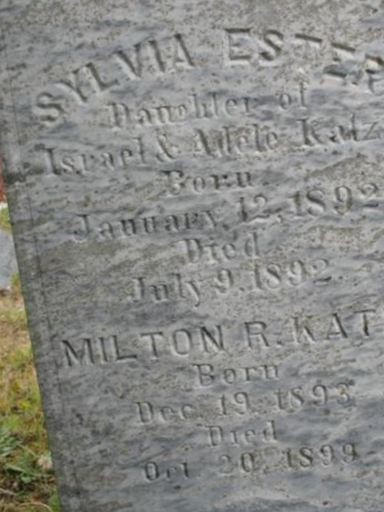 SYLVIA ESTER
Daughter of
Israel & Adele Katz
Born
January 12, 1892
Died
July 9, 1892
MILTON R. KAT
Born
Dec. 19, 1893
Died
Oct 20, 1899